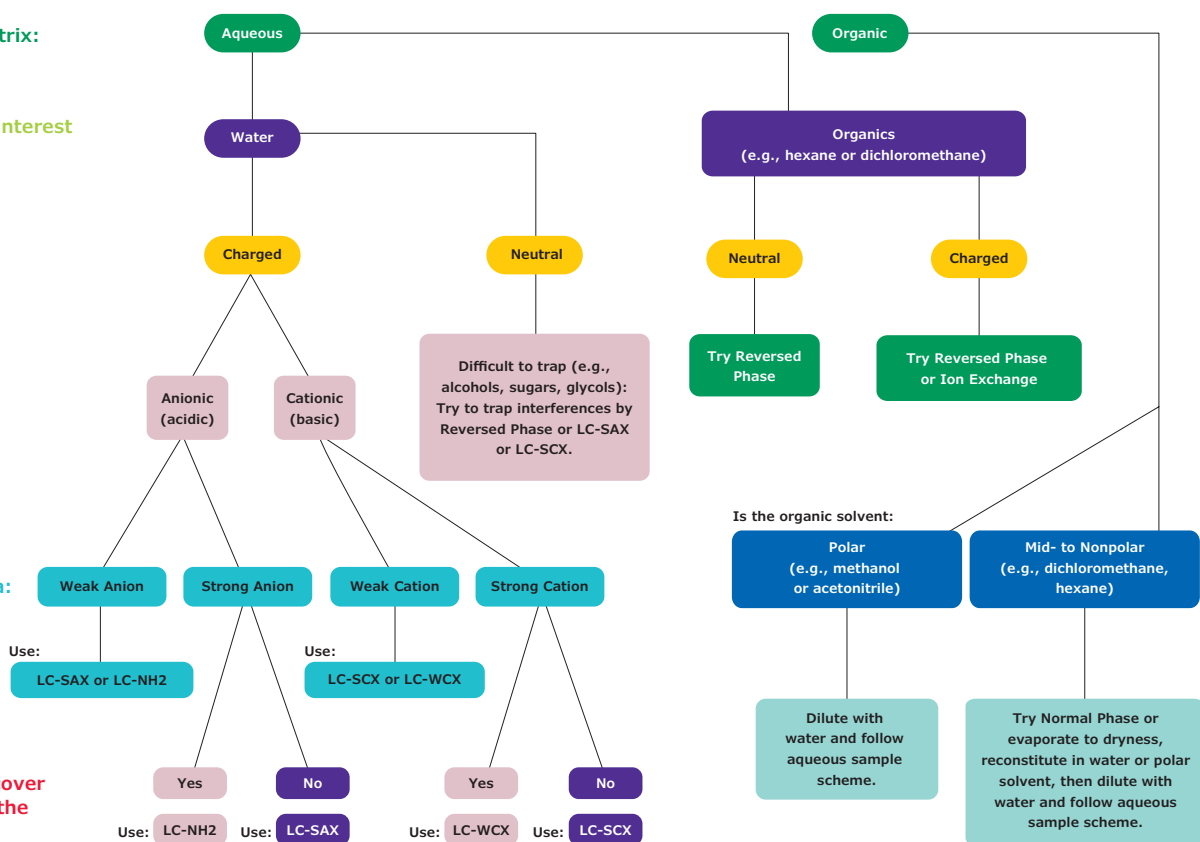 trix:
Aqueous
Organic
nterest
Water
Organics
(e.g., hexane or dichloromethane)
Charged
Neutral
Neutral
Charged
Difficult to trap (e.g.,
alcohols, sugars, glycols):
Try to trap interferences by
Reversed Phase or LC-SAX
or LC-SCX.
Try Reversed
Phase
Try Reversed Phase
or Ion Exchange
Anionic
(acidic)
Cationic
(basic)
Is the organic solvent:
Polar
(e.g., methanol
or acetonitrile)
Mid- to Nonpolar
(e.g., dichloromethane,
hexane)
a:
Weak Anion
Strong Anion
Weak Cation
Strong Cation
Use:
LC-SAX or LC-NH2
Use:
LC-SCX or LC-WCX
Dilute with
water and follow
aqueous sample
scheme.
Try Normal Phase or
evaporate to dryness,
reconstitute in water or polar
solvent, then dilute with
water and follow aqueous
sample scheme.
cover
the
Yes
No
Yes
No
Use: LC-NH2
Use: LC-SAX
Use: LC-WCX
Use: LC-SCX